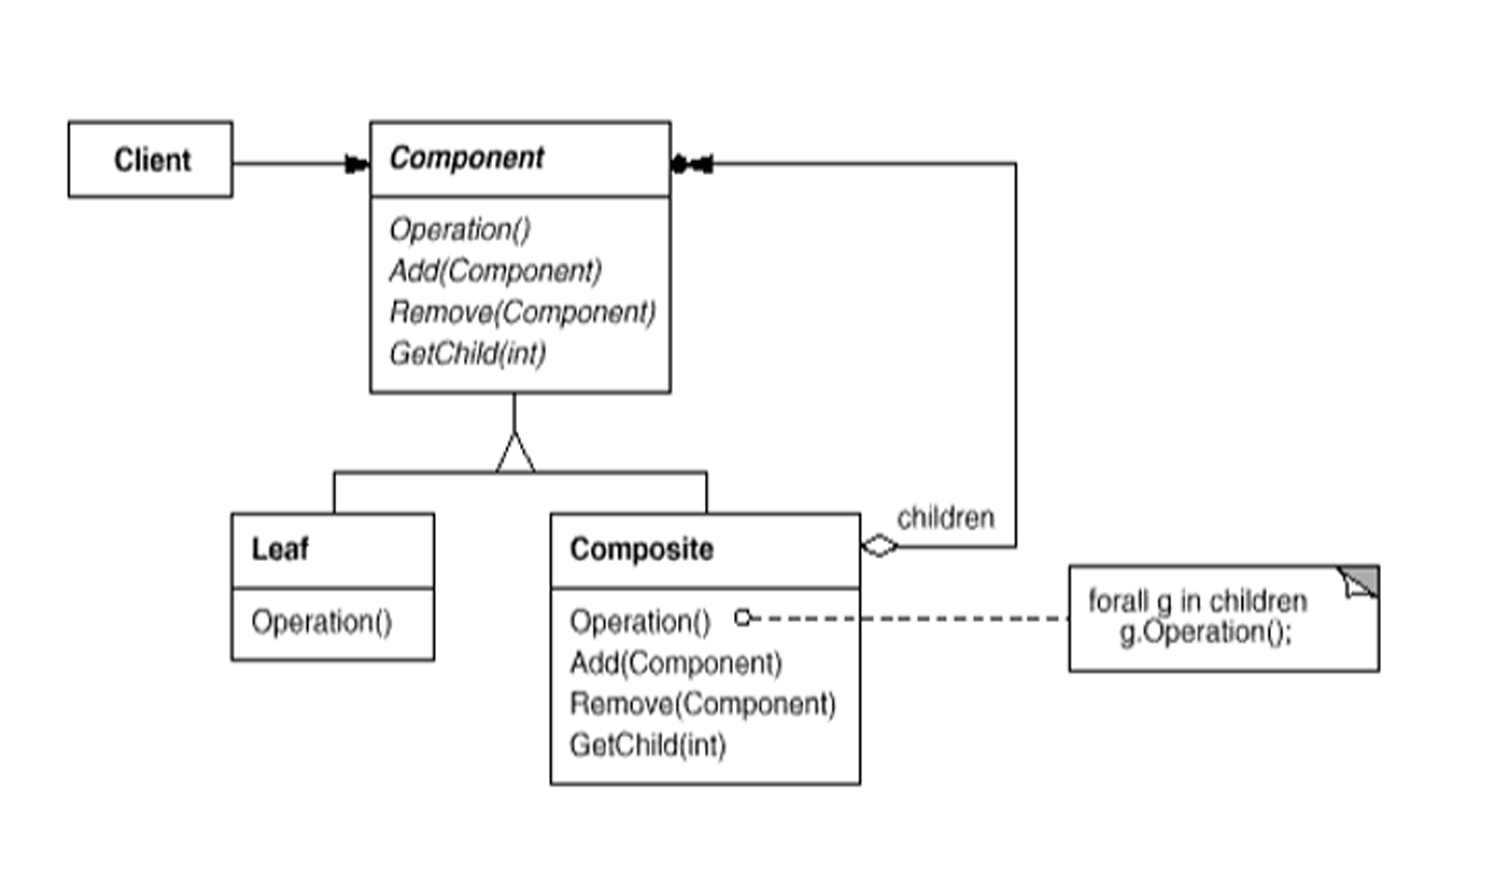 Client
Component
Operation()
Add(Component)
Remove(Component)
GetChild(int)
children
Leaf
Operation()
Composite
Operation()
Add(Component)
Remove(Component)
GetChild(int)
forall g in children
g.Operation();